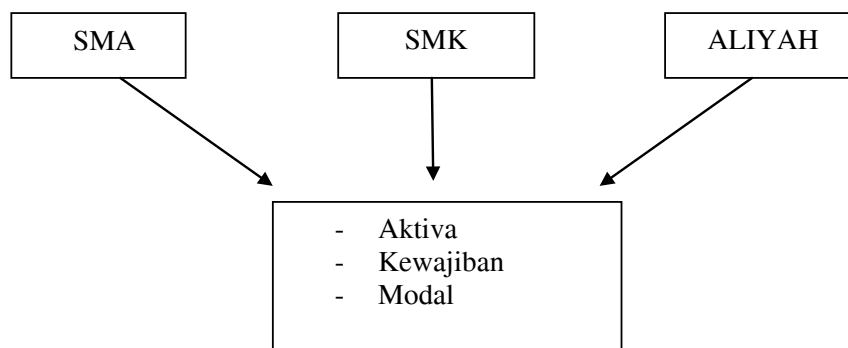 SMA
SMK
ALIYAH
- Aktiva
- Kewajiban
- Modal